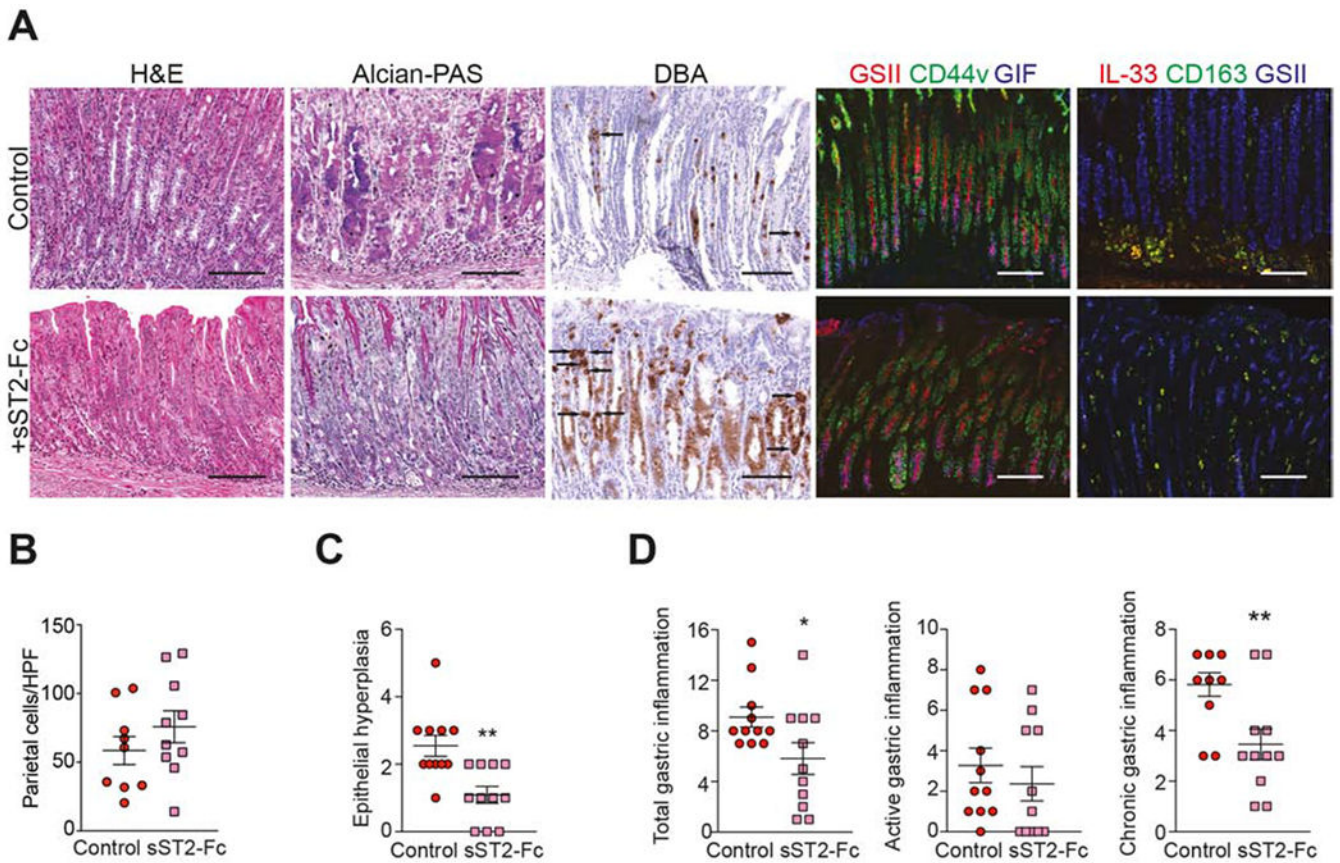 A
H&E Alcian-PAS DBA GSII CD44v GIF IL-33 CD163 GSII
Control
+sST2-Fc
B
Parietal cells/HPF
150
100
50
0
Control sST2-Fc
C
Epithelial hyperplasia
6
4
2
0
**
Control sST2-Fc
D
Total gastric inflammation
16
12
8
4
0
*
Control sST2-Fc
Active gastric inflammation
10
8
6
4
2
0
Control sST2-Fc
Chronic gastric inflammation
8
6
4
2
0
**
Control sST2-Fc